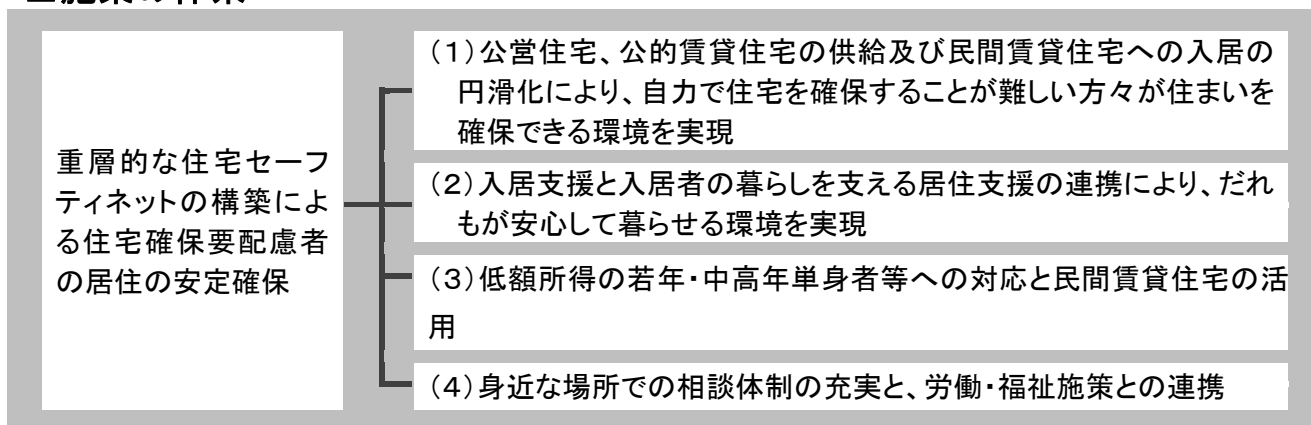 重層的な住宅セーフ
ティネットの構築によ
る住宅確保要配慮者
の居住の安定確保
(1)公営住宅、公的賃貸住宅の供給及び民間賃貸住宅への入居の
円滑化により、自力で住宅を確保することが難しい方々が住まいを
確保できる環境を実現
(2)入居支援と入居者の暮らしを支える居住支援の連携により、だれ
もが安心して暮らせる環境を実現
(3)低額所得の若年・中高年単身者等への対応と民間賃貸住宅の活
用
(4)身近な場所での相談体制の充実と、労働・福祉施策との連携